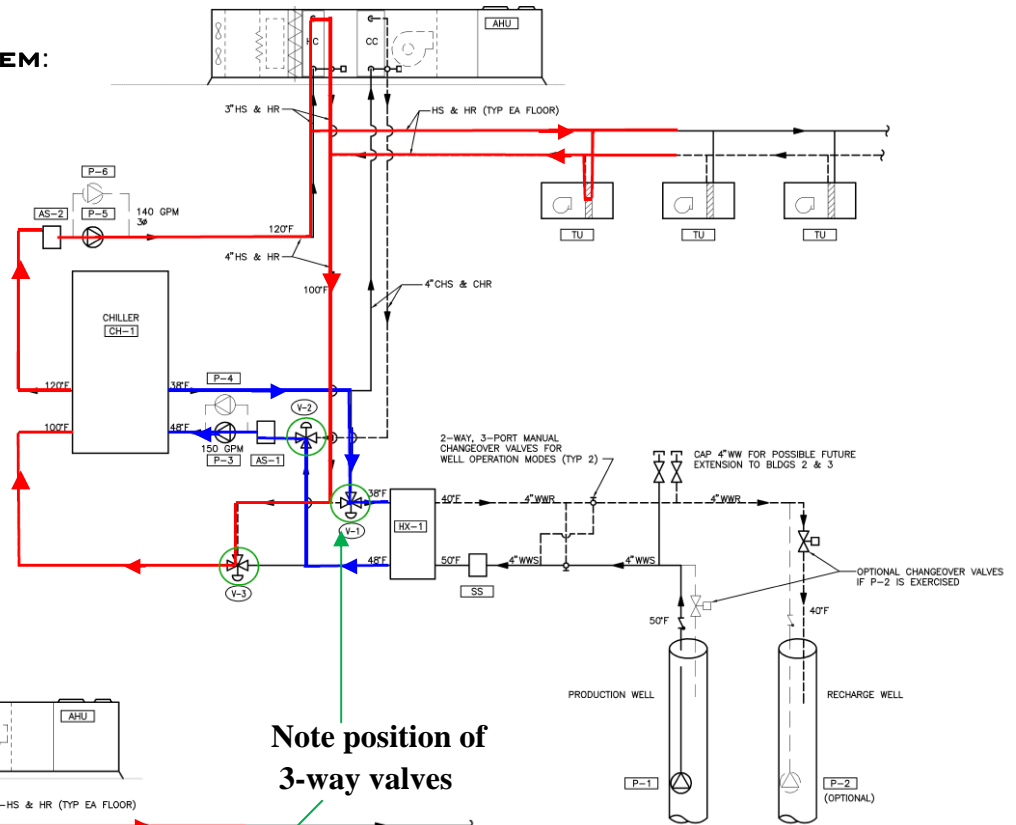 EM:
AHU
HC
CC
3"HS & HR
HS & HR (TYP EA FLOOR)
P-6
AS-2
P-5
140 GPM
3ø
120°F
TU
TU
TU
4"HS & HR
100°F
4"CHS & CHR
CHILLER
CH-1
120°F
38°F
P-4
V-2
100°F
48°F
150 GPM
P-3
AS-1
2-WAY, 3-PORT MANUAL
CHANGEOVER VALVES FOR
WELL OPERATION MODES (TYP 2)
CAP 4"WW FOR POSSIBLE FUTURE
EXTENSION TO BLDGS 2 & 3
38°F
HX-1
40°F
4"WWR
4"WWR
V-1
48°F
50°F
4"WWS
4"WWS
V-3
SS
OPTIONAL CHANGEOVER VALVES
IF P-2 IS EXERCISED
50°F
40°F
PRODUCTION WELL
RECHARGE WELL
AHU
Note position of
3-way valves
P-1
P-2
(OPTIONAL)
-HS & HR (TYP EA FLOOR)